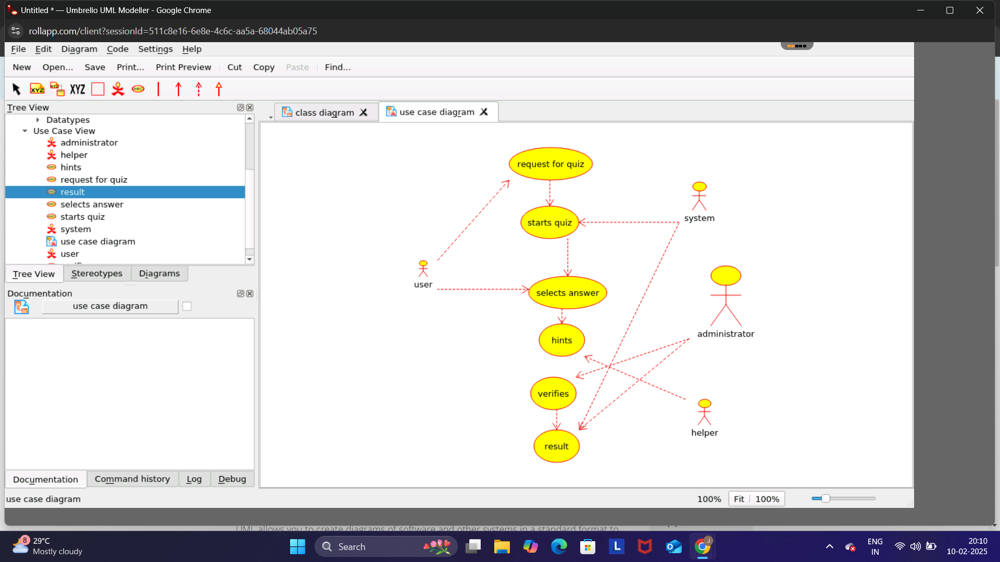 Untitled * — Umbrello UML Modeller - Google Chrome
rollapp.com/client?sessionId=511c8e16-6e8e-4c6c-aa5a-68044ab05a75
File Edit Diagram Code Settings Help
New Open... Save Print... Print Preview Cut Copy Paste Find...
XYZ XYZ XYZ ABC
Tree View
class diagram use case diagram
Datatypes
Use Case View
administrator
helper
hints
request for quiz
result
selects answer
starts quiz
system
use case diagram
user
Tree View Stereotypes Diagrams
Documentation
use case diagram
request for quiz
system
starts quiz
user
selects answer
administrator
hints
verifies
helper
result
Documentation Command history Log Debug
use case diagram 100% Fit 100%
UML allows you to create diagrams of software and other systems in a standard format to
8 29°C
Mostly cloudy
Search
L
J
ENG
IN
20:10
10-02-2025